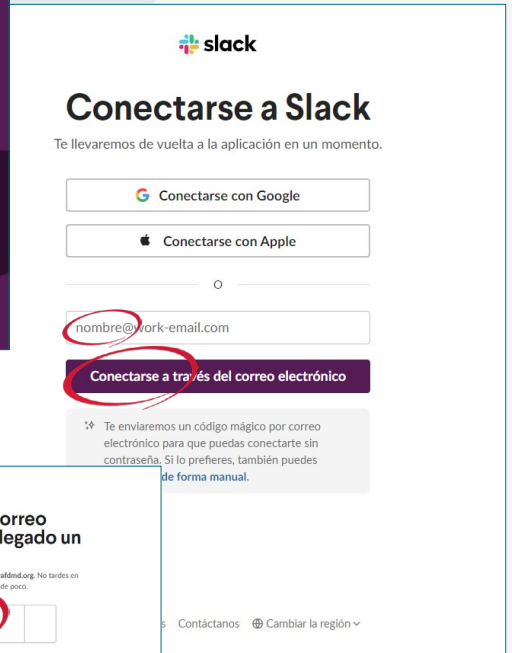 slack
Conectarse a Slack
Te llevaremos de vuelta a la aplicación en un momento.
Conectarse con Google
Conectarse con Apple
O
nombre@work-email.com
Conectarse a través del correo electrónico
Te enviaremos un código mágico por correo
electrónico para que puedas conectarte sin
contraseña. Si lo prefieres, también puedes
de forma manual.
Contáctanos Cambiar la región
orreo
legado un
afdmd.org. No tardes en
de poco.